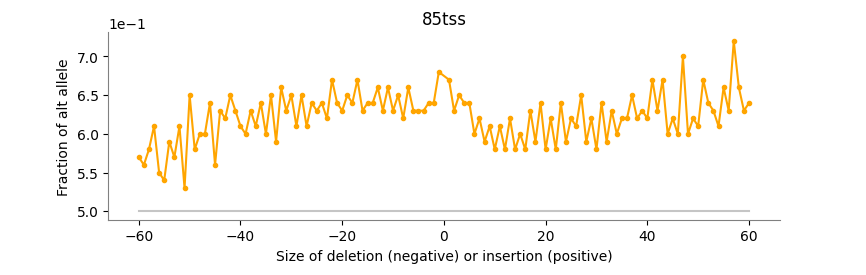 85tss
1e−1
7.0
6.5
6.0
5.5
5.0
Fraction of alt allele
−60 −40 −20 0 20 40 60
Size of deletion (negative) or insertion (positive)